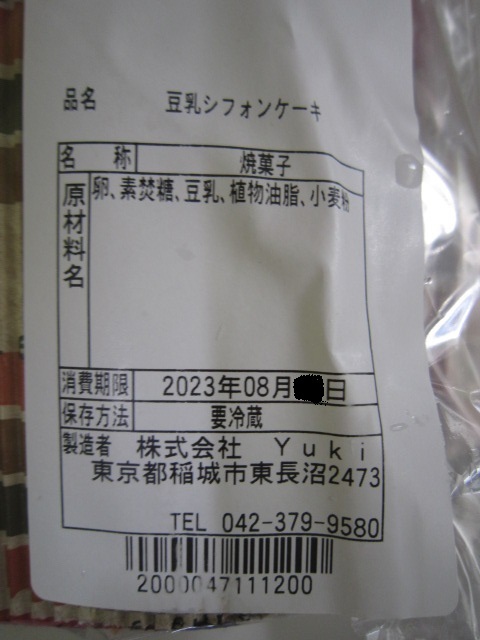 品名 豆乳シフォンケーキ
名 称 焼菓子
原材料名 卵、素焚糖、豆乳、植物油脂、小麦粉
消費期限 2023年08月 日
保存方法 要冷蔵
製造者 株式会社 Yuki
東京都稲城市東長沼2473
TEL 042-379-9580
2000047111200